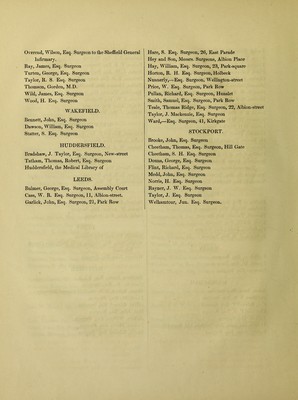 Overend, Wilson, Esq. Surgeon to the Sheffield General
Infirmary.
Ray, James, Esq. Surgeon
Turton, George, Esq. Surgeon
Taylor, R. S. Esq. Surgeon
Thomson, Gordon, M.D.
Wild, James, Esq. Surgeon
Wood, H. Esq. Surgeon
WAKEFIELD.
Bennett, John, Esq. Surgeon
Dawson, William, Esq. Surgeon
Statter, S. Esq. Surgeon
HUDDERSFIELD.
Bradshaw, J. Taylor, Esq. Surgeon, New-street
Tatham, Thomas, Robert, Esq. Surgeon
Huddersfield, the Medical Library of
LEEDS.
Bulmer, George, Esq. Surgeon, Assembly Court
Cass, W. R. Esq. Surgeon, 11, Albion-street.
Garlick, John, Esq. Surgeon, 21, Park Row
Hare, S. Esq. Surgeon, 26, East Parade
Hey and Son, Messrs. Surgeons, Albion Place
Hay, William, Esq. Surgeon, 23, Park-square
Horton, R. H. Esq. Surgeon, Holbeck
Nunnerly,—Esq. Surgeon, Wellington-street
Price, W. Esq. Surgeon, Park Row
Pullan, Richard, Esq. Surgeon, Hunslet
Smith, Samuel, Esq. Surgeon, Park Row
Teale, Thomas Ridge, Esq. Surgeon, 22, Albion-street
Taylor, J. Mackenzie, Esq. Surgeon
Ward,—Esq. Surgeon, 41, Kirkgate
STOCKPORT.
Brooke, John, Esq. Surgeon
Cheetham, Thomas, Esq. Surgeon, Hill Gate
Cheetham, S. H. Esq. Surgeon
Downs, George, Esq. Surgeon
Flint, Richard, Esq. Surgeon
Medd, John, Esq. Surgeon
Norris, H. Esq. Surgeon
Rayner, J. W. Esq. Surgeon
Taylor, J. Esq. Surgeon
Jun. Esq. Surgeon.